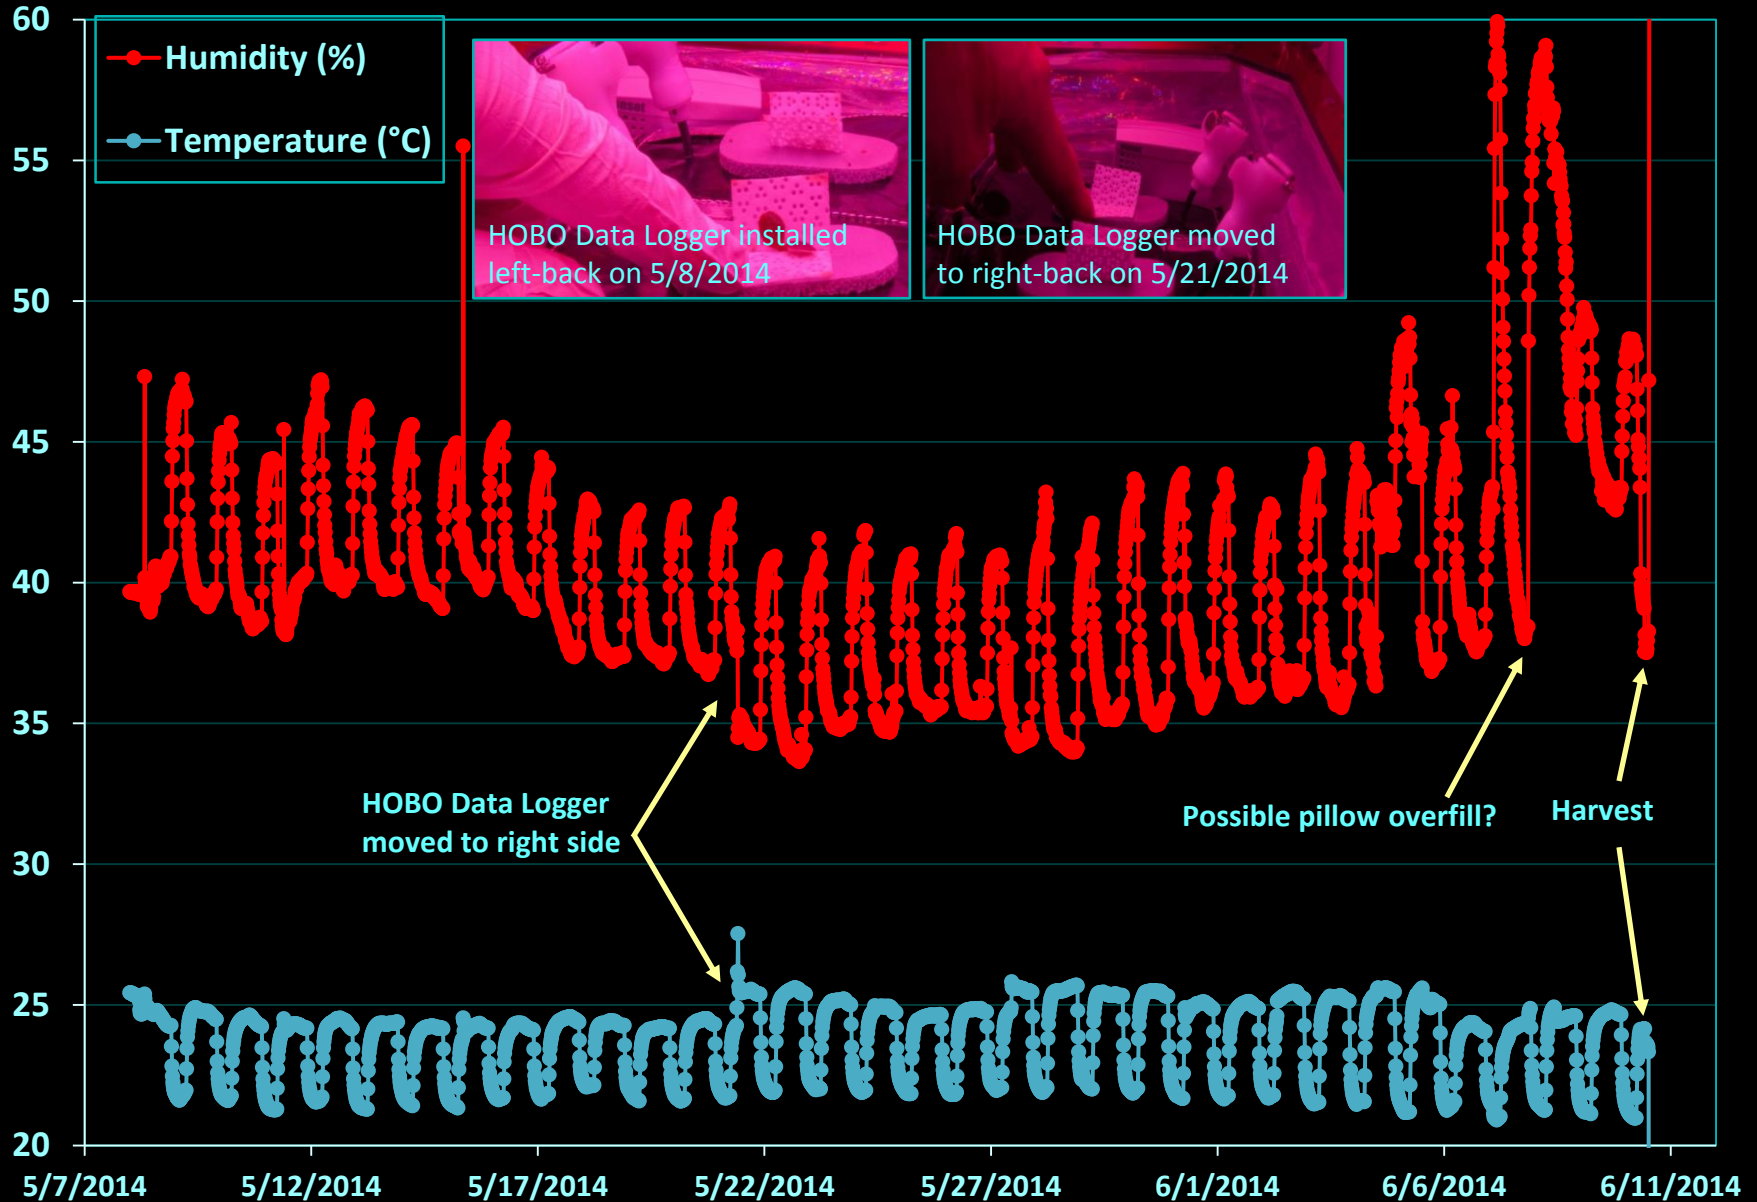 60
55
50
45
40
35
30
25
20
Humidity (%)
Temperature (°C)
HOBO Data Logger installed
left-back on 5/8/2014
HOBO Data Logger moved
to right-back on 5/21/2014
HOBO Data Logger
moved to right side
Possible pillow overfill?
Harvest
5/7/2014
5/12/2014
5/17/2014
5/22/2014
5/27/2014
6/1/2014
6/6/2014
6/11/2014